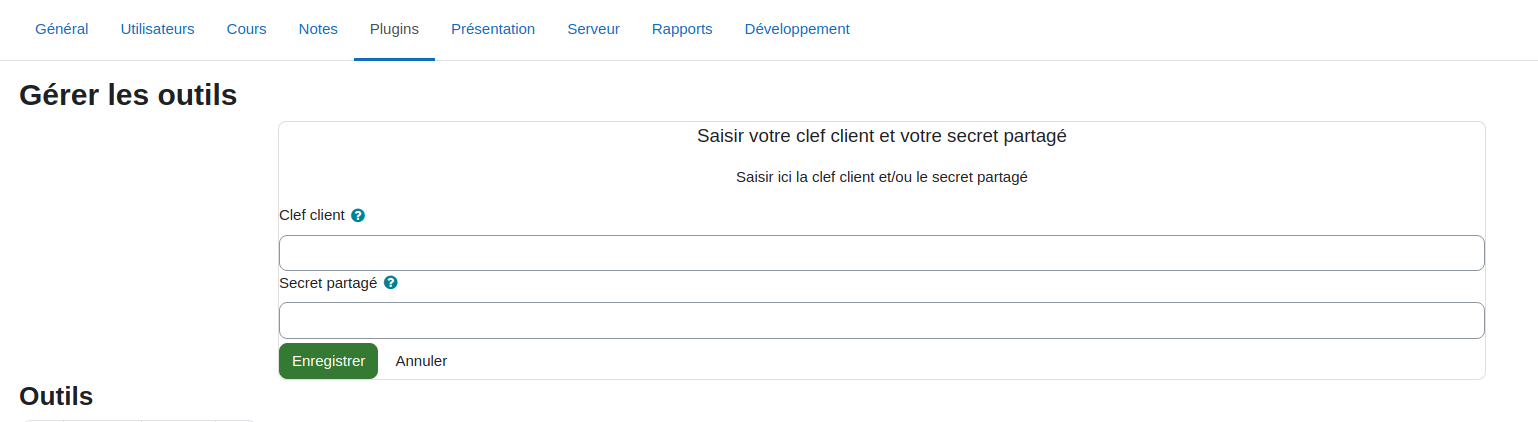 Général Utilisateurs Cours Notes Plugins Présentation Serveur Rapports Développement
Gérer les outils
Saisir votre clef client et votre secret partagé
Saisir ici la clef client et/ou le secret partagé
Clef client
Secret partagé
Enregistrer Annuler
Outils